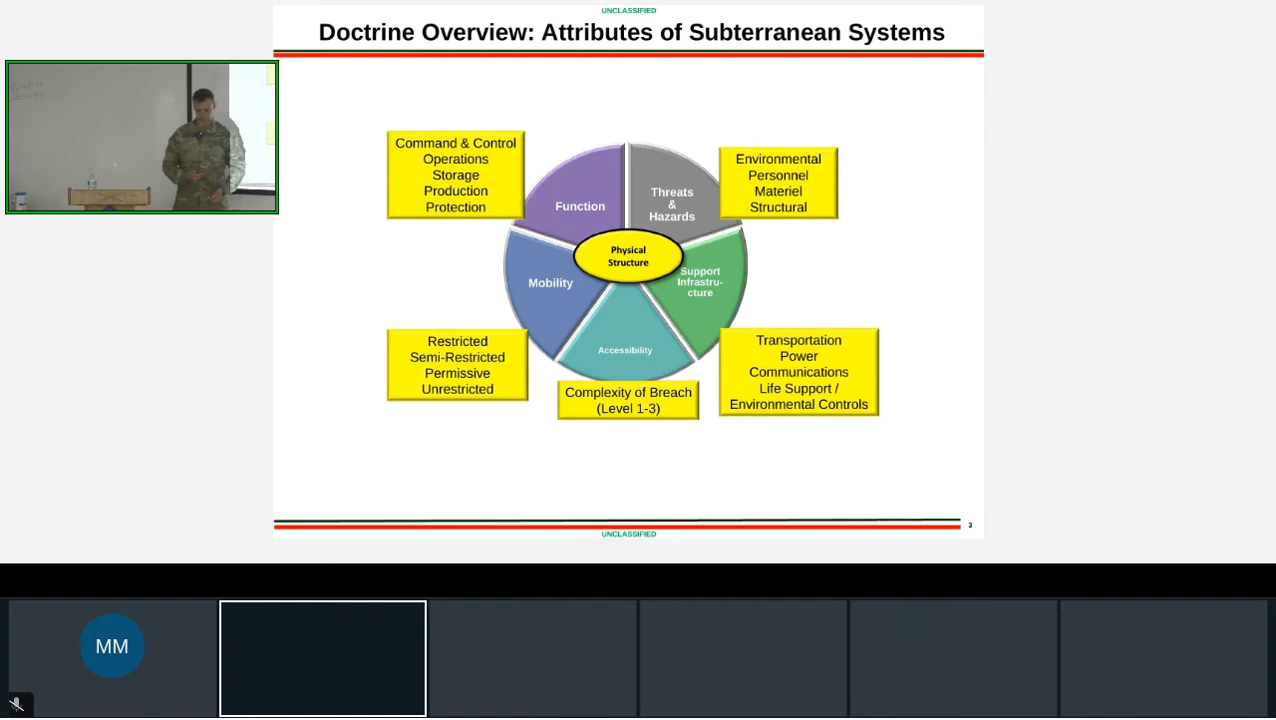 UNCLASSIFIED
Doctrine Overview: Attributes of Subterranean Systems
Command & Control
Operations
Storage
Production
Protection
Function
Threats
&
Hazards
Environmental
Personnel
Materiel
Structural
Physical
Structure
Mobility
Support
Infrastru-
cture
Accessibility
Restricted
Semi-Restricted
Permissive
Unrestricted
Complexity of Breach
(Level 1-3)
Transportation
Power
Communications
Life Support /
Environmental Controls
3
UNCLASSIFIED
MM